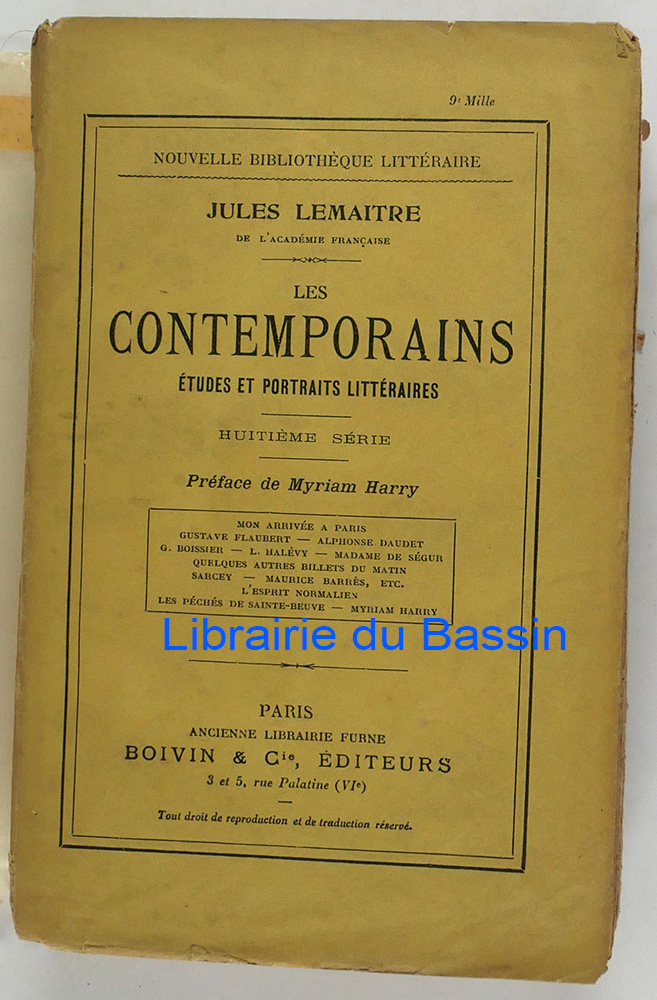 9e Mille
NOUVELLE BIBLIOTHÈQUE LITTÉRAIRE
JULES LEMAITRE
DE L'ACADÉMIE FRANÇAISE
LES
CONTEMPORAINS
ÉTUDES ET PORTRAITS LITTÉRAIRES
HUITIÈME SÉRIE
Préface de Myriam Harry
MON ARRIVÉE A PARIS
GUSTAVE FLAUBERT — ALPHONSE DAUDET
G. BOISSIER — L. HALÉVY — MADAME DE SÉGUR
QUELQUES AUTRES BILLETS DU MATIN
SARCEY — MAURICE BARRÈS, ETC.
L'ESPRIT NORMALIEN
LES PÉCHÉS DE SAINTE-BEUVE — MYRIAM HARRY
Librairie du Bassin
PARIS
ANCIENNE LIBRAIRIE FURNE
BOIVIN & Cie, ÉDITEURS
3 et 5, rue Palatine (VIe)
Tout droit de reproduction et de traduction réservé.